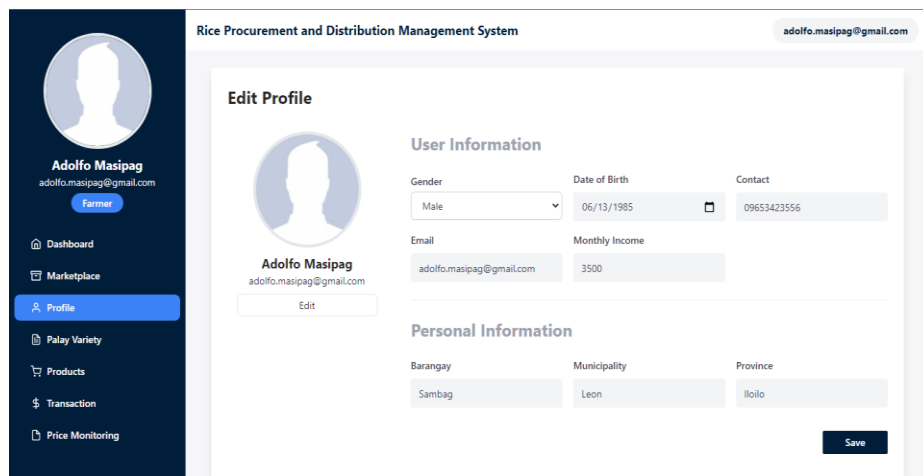 Rice Procurement and Distribution Management System
adolfo.masipag@gmail.com
Adolfo Masipag
adolfo.masipag@gmail.com
Farmer
Dashboard
Marketplace
Profile
Palay Variety
Products
Transaction
Price Monitoring
Edit Profile
Adolfo Masipag
adolfo.masipag@gmail.com
Edit
User Information
Gender Date of Birth Contact
Male 06/13/1985 09653423556
Email Monthly Income
adolfo.masipag@gmail.com 3500
Personal Information
Barangay Municipality Province
Sambag Leon Iloilo
Save